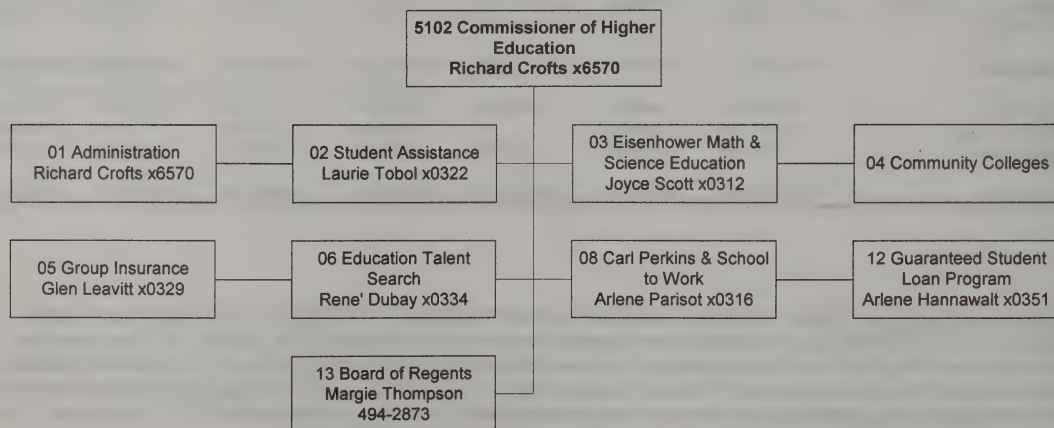 5102 Commissioner of Higher
Education
Richard Crofts x6570
01 Administration
Richard Crofts x6570
02 Student Assistance
Laurie Tobol x0322
03 Eisenhower Math &
Science Education
Joyce Scott x0312
04 Community Colleges
05 Group Insurance
Glen Leavitt x0329
06 Education Talent
Search
Rene' Dubay x0334
08 Carl Perkins & School
to Work
Arlene Parisot x0316
12 Guaranteed Student
Loan Program
Arlene Hannawalt x0351
13 Board of Regents
Margie Thompson
494-2873